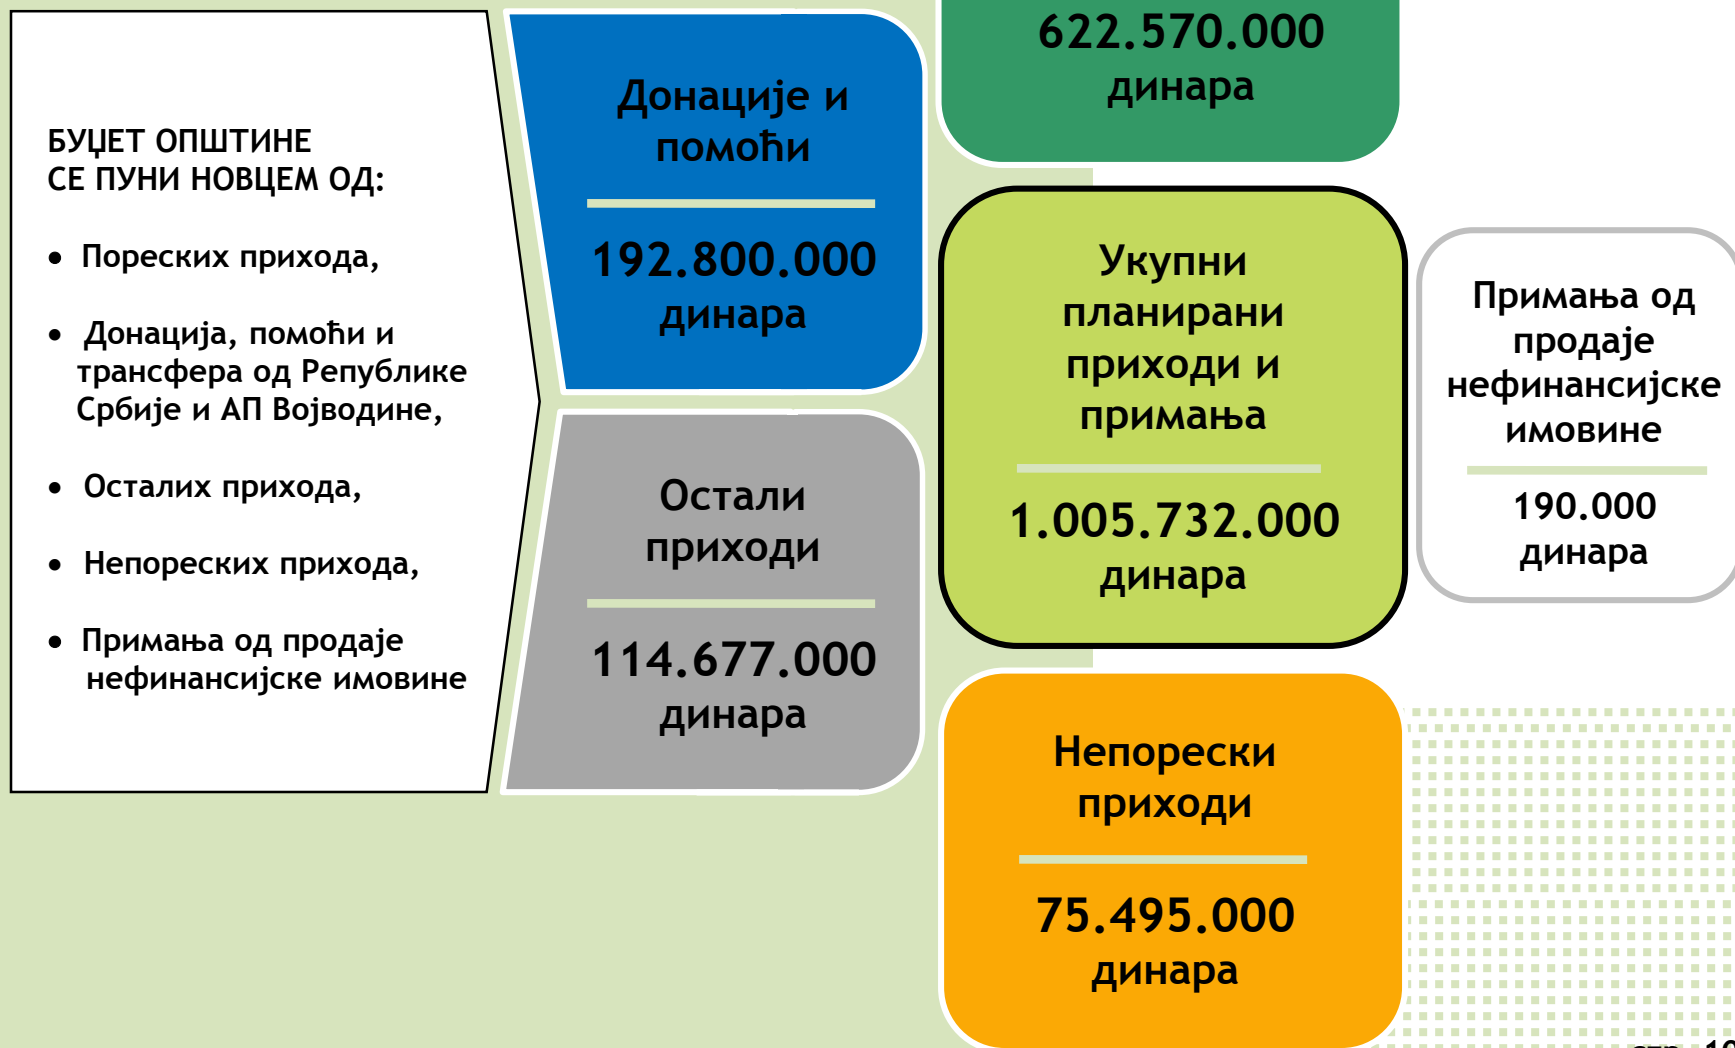 БУЏЕТ ОПШТИНЕ
СЕ ПУНИ НОВЦЕМ ОД:
• Пореских прихода,
• Донација, помоћи и
трансфера од Републике
Србије и АП Војводине,
• Осталих прихода,
• Непореских прихода,
• Примања од продаје
нефинансијске имовине
Донације и
помоћи
192.800.000
динара
Остали
приходи
114.677.000
динара
622.570.000
динара
Укупни
планирани
приходи и
примања
1.005.732.000
динара
Непорески
приходи
75.495.000
динара
Примања од
продаје
нефинансијске
имовине
190.000
динара